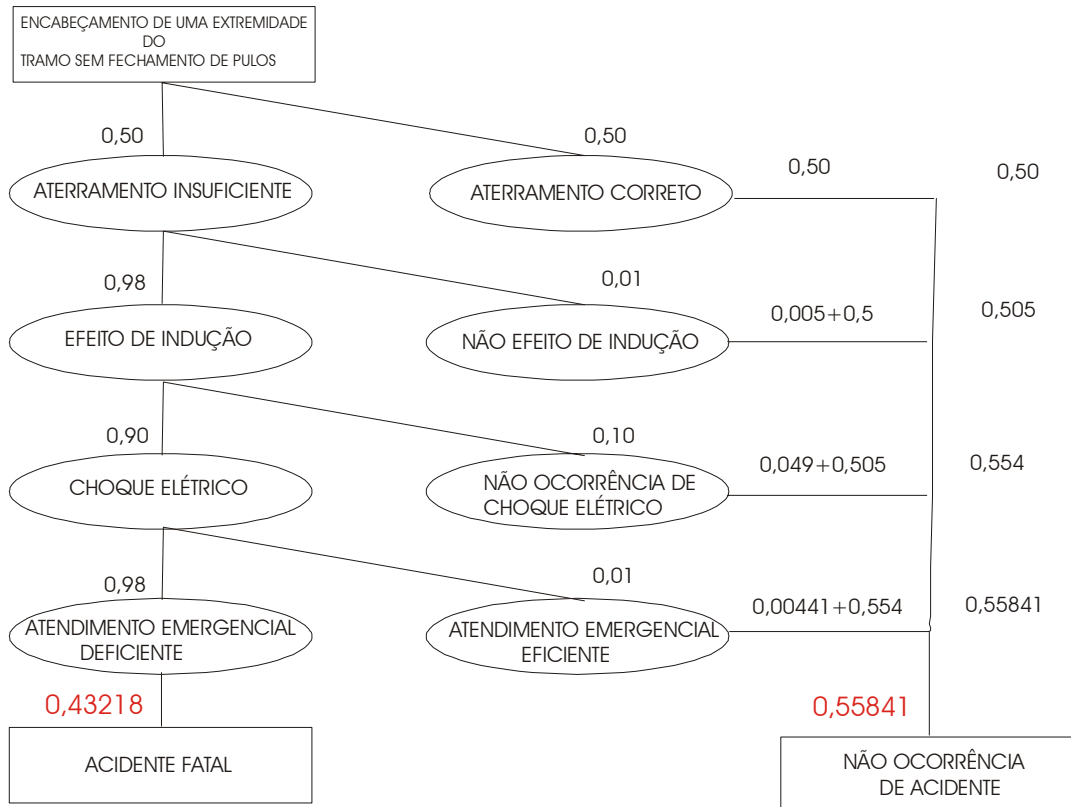 ENCABEÇAMENTO DE UMA EXTREMIDADE
DO
TRAMO SEM FECHAMENTO DE PULOS
0,50
0,50
0,50
0,50
ATERRAMENTO INSUFICIENTE
ATERRAMENTO CORRETO
0,98
0,01
0,005+0,5
0,505
EFEITO DE INDUÇÃO
NÃO EFEITO DE INDUÇÃO
0,90
0,10
0,049+0,505
0,554
CHOQUE ELÉTRICO
NÃO OCORRÊNCIA DE
CHOQUE ELÉTRICO
0,98
0,01
0,00441+0,554
0,55841
ATENDIMENTO EMERGENCIAL
DEFICIENTE
ATENDIMENTO EMERGENCIAL
EFICIENTE
0,43218
0,55841
ACIDENTE FATAL
NÃO OCORRÊNCIA
DE ACIDENTE